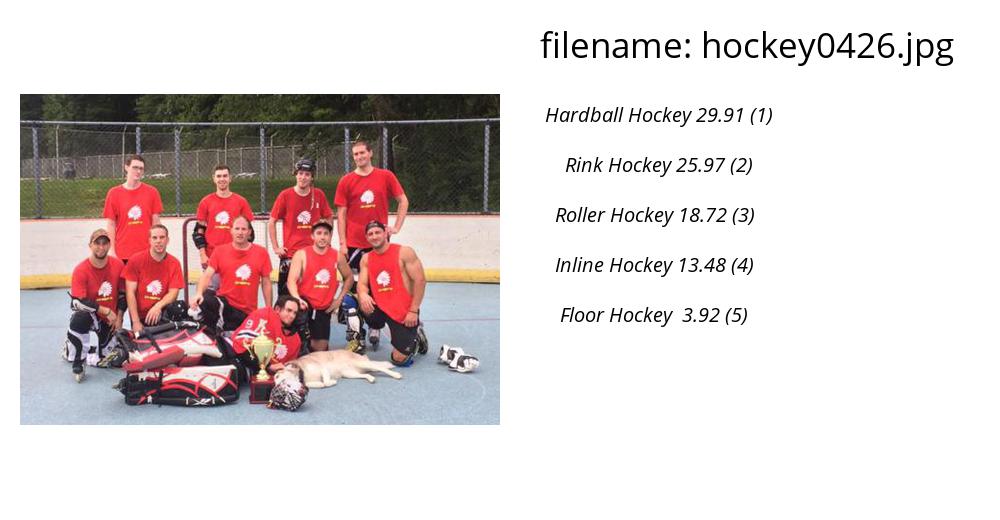 filename: hockey0426.jpg
Hardball Hockey 29.91 (1)
Rink Hockey 25.97 (2)
Roller Hockey 18.72 (3)
Inline Hockey 13.48 (4)
Floor Hockey  3.92 (5)